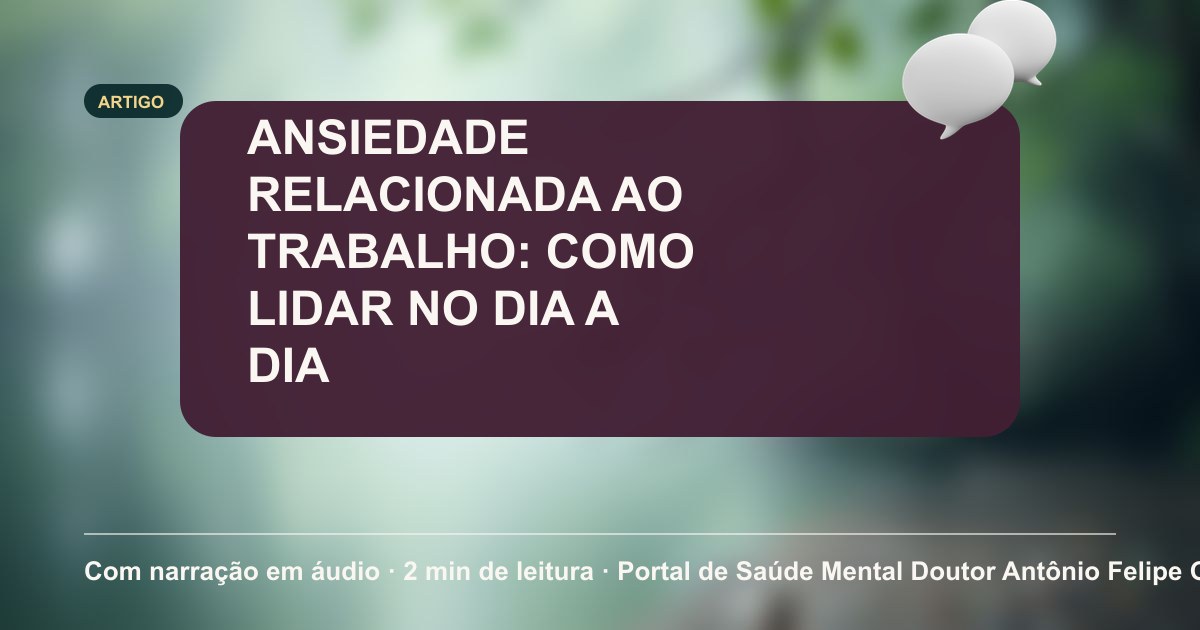 ARTIGO
ANSIEDADE
RELACIONADA AO
TRABALHO: COMO
LIDAR NO DIA A
DIA
Com narração em áudio · 2 min de leitura · Portal de Saúde Mental Doutor Antônio Felipe